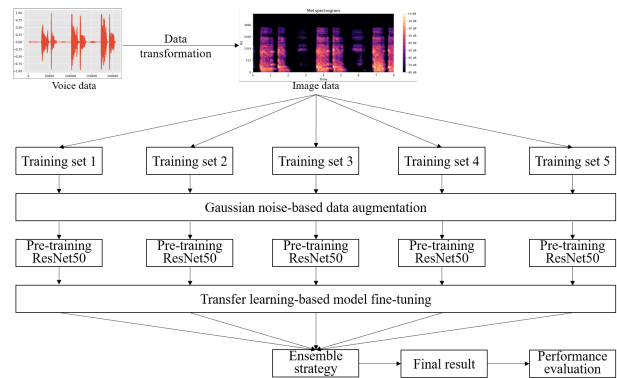 Mel spectrogram
Data
transformation
Time
Voice data
Image data
Training set 1
Training set 2
Training set 3
Training set 4
Training set 5
Gaussian noise-based data augmentation
Pre-training
ResNet50
Pre-training
ResNet50
Pre-training
ResNet50
Pre-training
ResNet50
Pre-training
ResNet50
Transfer learning-based model fine-tuning
Ensemble
strategy
Final result
Performance
evaluation